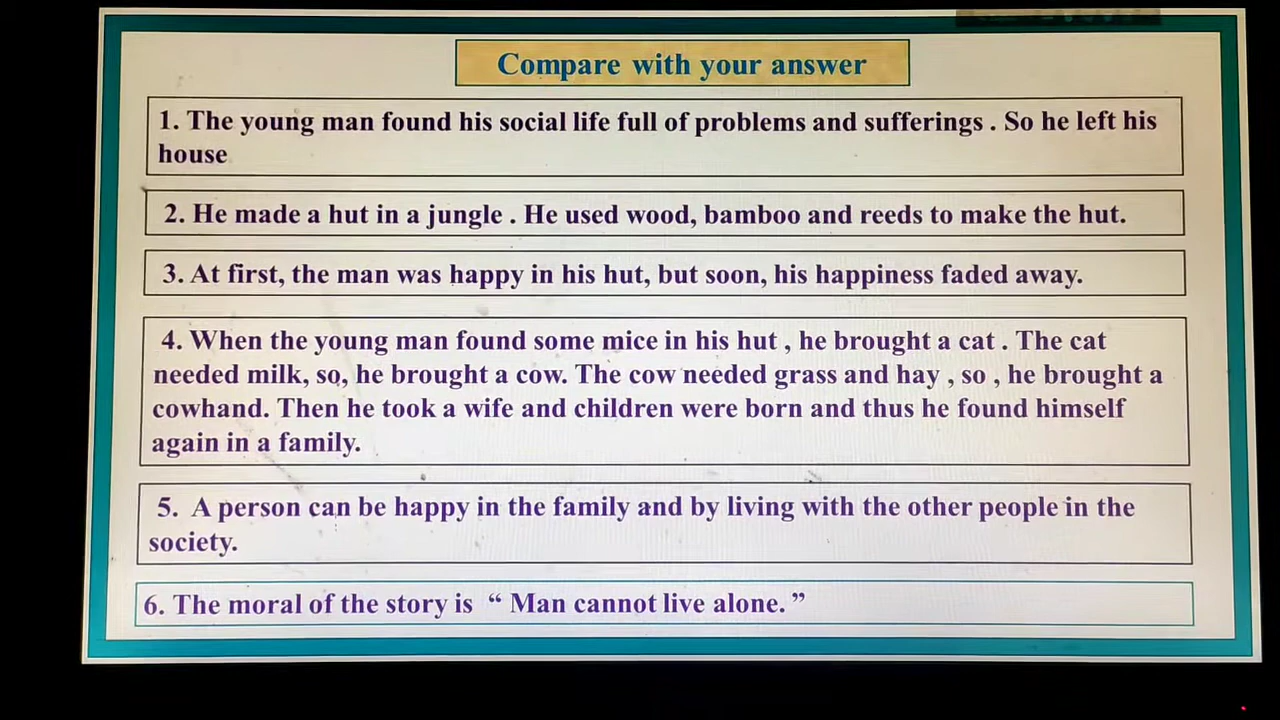 Compare with your answer
1. The young man found his social life full of problems and sufferings . So he left his
house
2. He made a hut in a jungle . He used wood, bamboo and reeds to make the hut.
3. At first, the man was happy in his hut, but soon, his happiness faded away.
4. When the young man found some mice in his hut , he brought a cat . The cat
needed milk, so, he brought a cow. The cow needed grass and hay , so , he brought a
cowhand. Then he took a wife and children were born and thus he found himself
again in a family.
5. A person can be happy in the family and by living with the other people in the
society.
6. The moral of the story is “ Man cannot live alone. ”